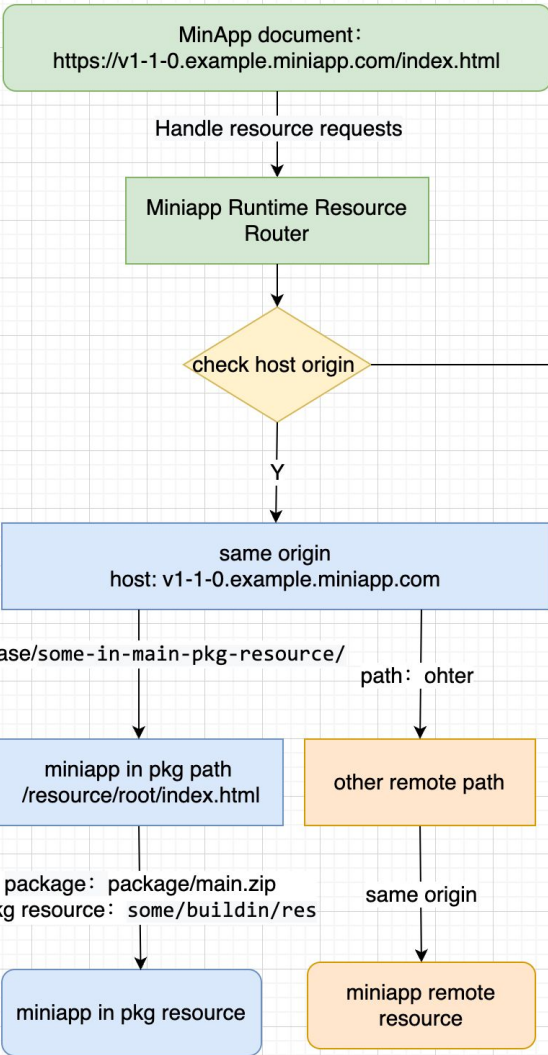 MinApp document：
https://v1-1-0.example.miniapp.com/index.html
Handle resource requests
Miniapp Runtime Resource
Router
check host origin
Y
same origin
host: v1-1-0.example.miniapp.com
ase/some-in-main-pkg-resource/
path：ohter
miniapp in pkg path
/resource/root/index.html
other remote path
package：package/main.zip
kg resource：some/buildin/res
same origin
miniapp in pkg resource
miniapp remote
resource